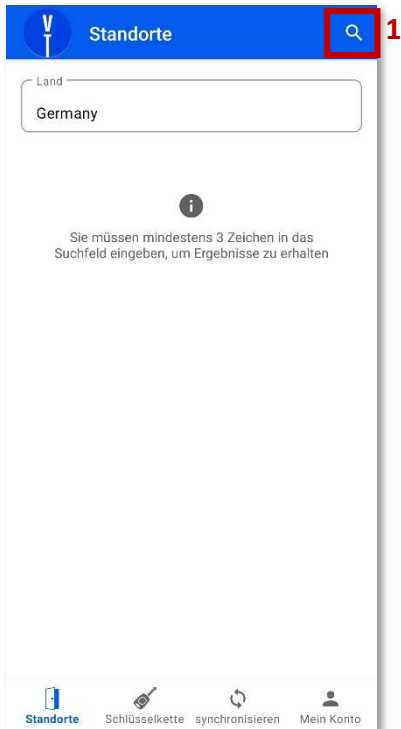 V
T
Standorte
1
Land
Germany
Sie müssen mindestens 3 Zeichen in das
Suchfeld eingeben, um Ergebnisse zu erhalten
Standorte Schlüsselkette synchronisieren Mein Konto